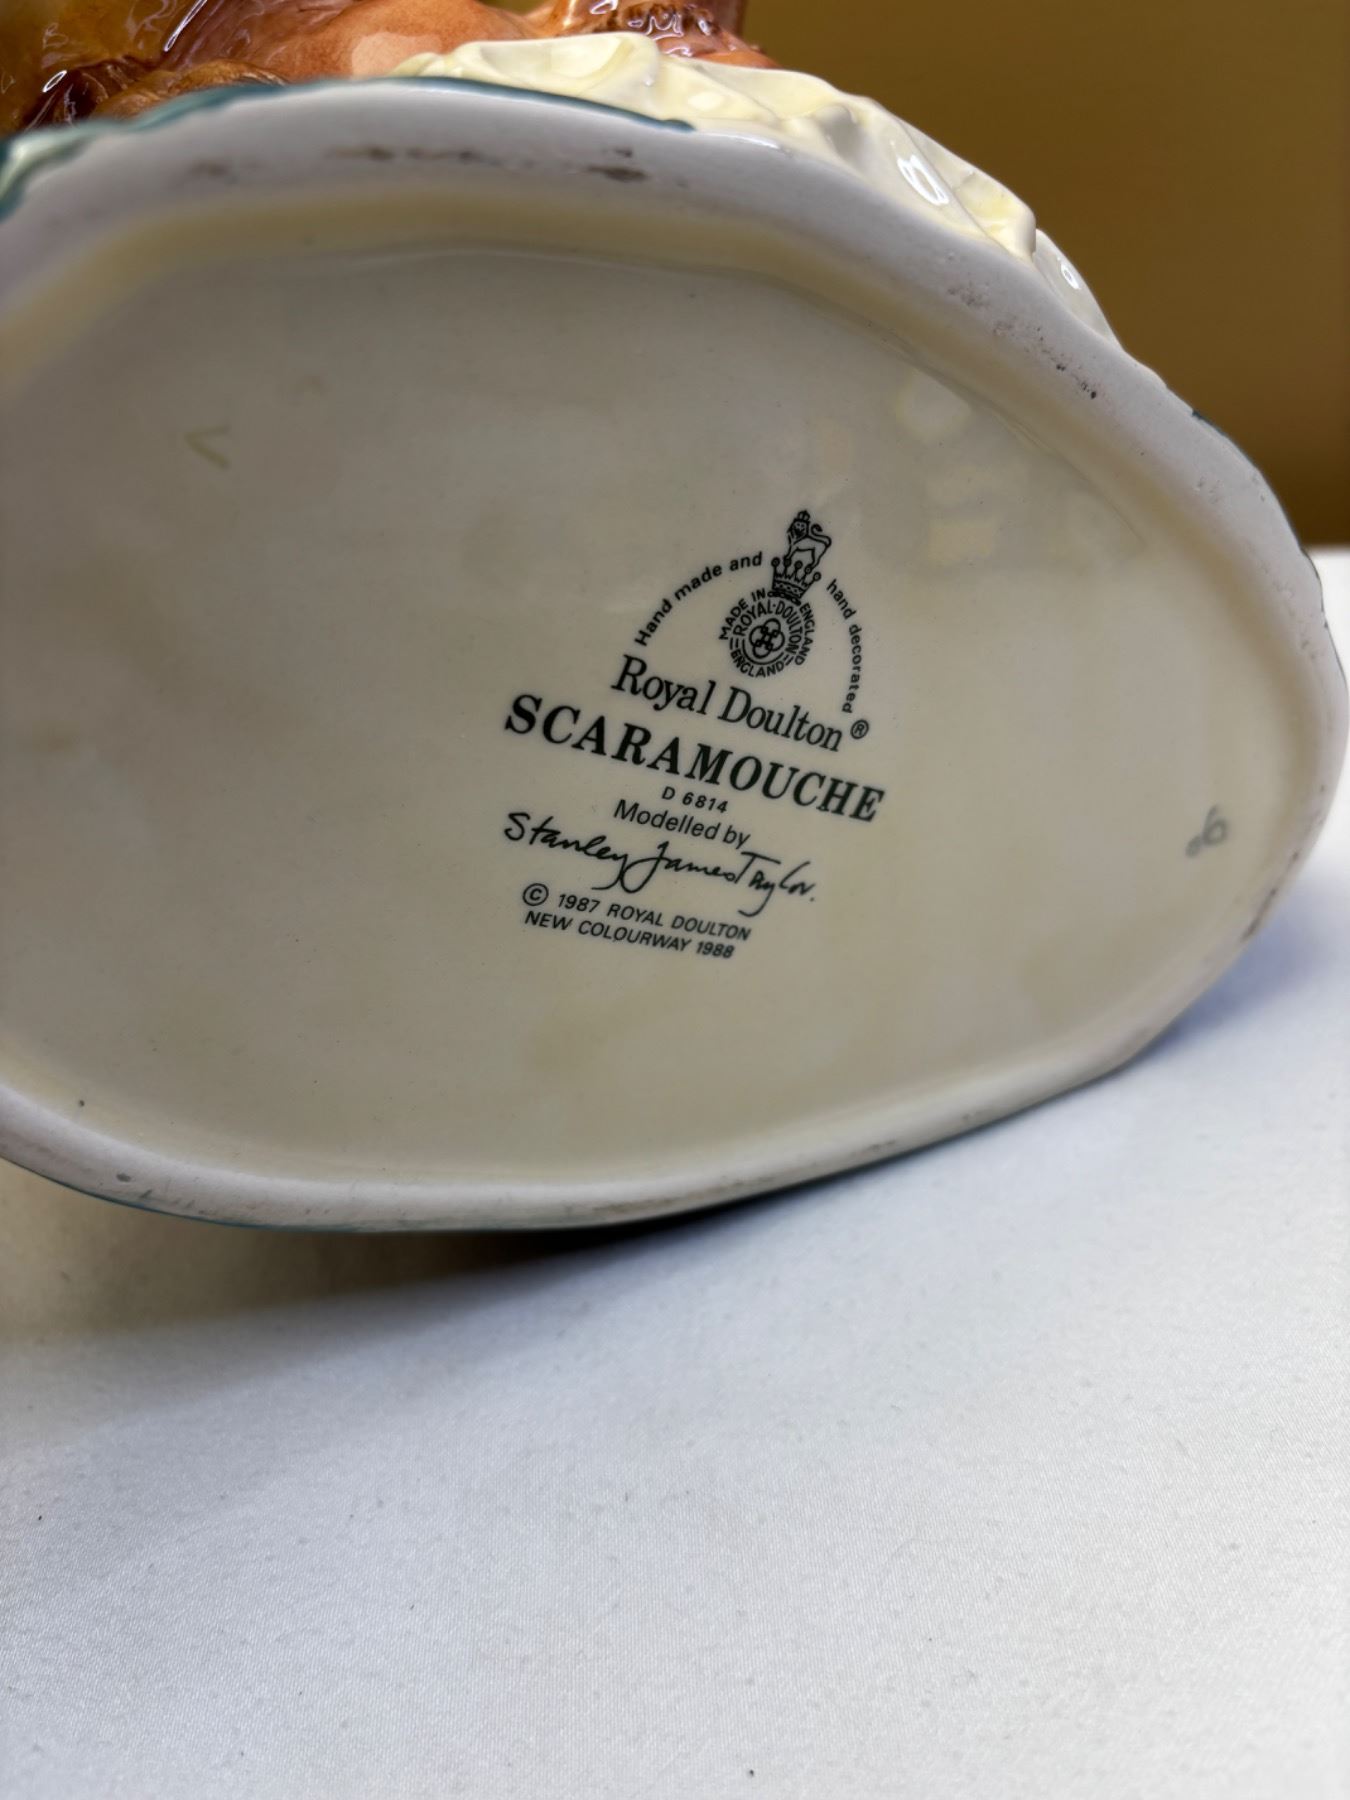 Hand made and hand decorated
MADE IN ENGLAND
ROYAL·DOULTON
ENGLAND
Royal Doulton®
SCARAMOUCHE
D 6814
Modelled by
Stanley James Taylor.
© 1987 ROYAL DOULTON
NEW COLOURWAY 1988